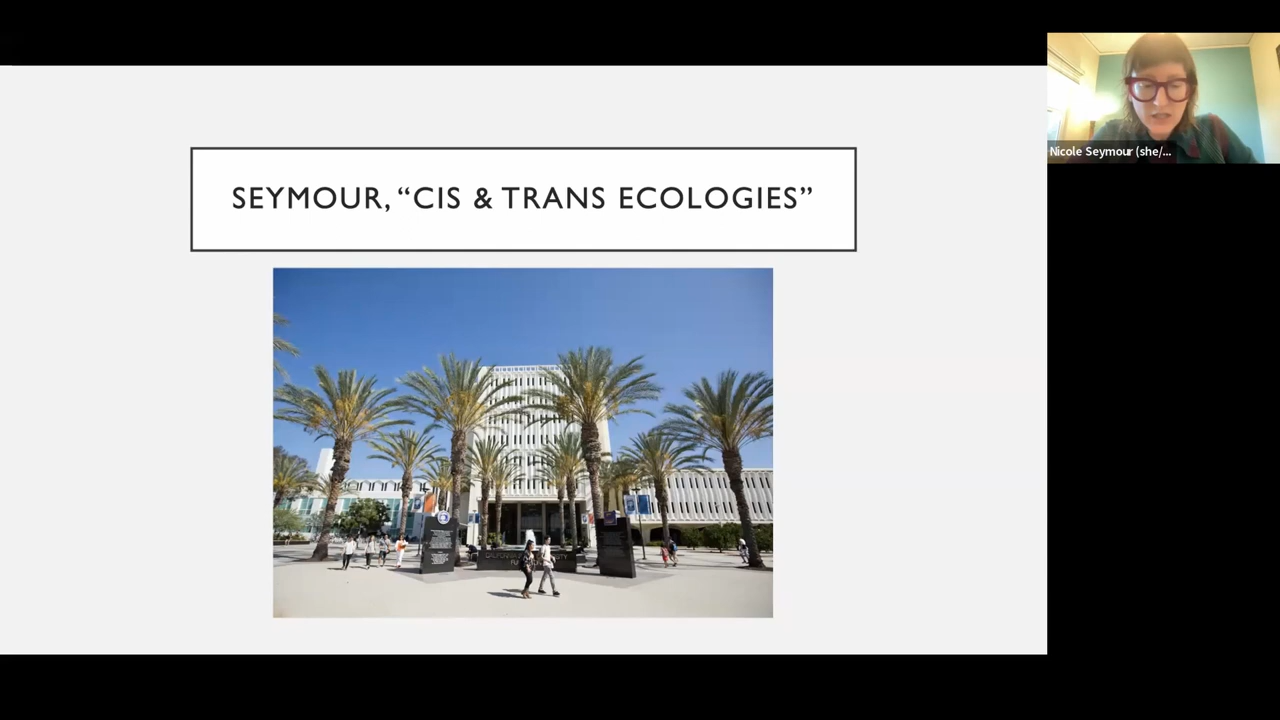 SEYMOUR, “CIS & TRANS ECOLOGIES”
Nicole Seymour (she/...